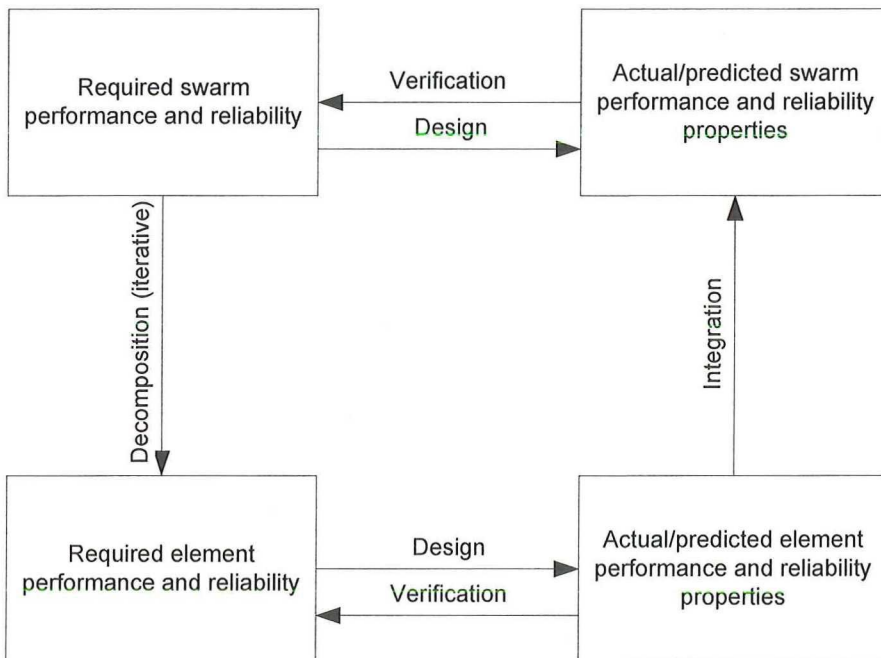 Required swarm
performance and reliability
Verification
Design
Actual/predicted swarm
performance and reliability
properties
Decomposition (iterative)
Integration
Required element
performance and reliability
Design
Verification
Actual/predicted element
performance and reliability
properties